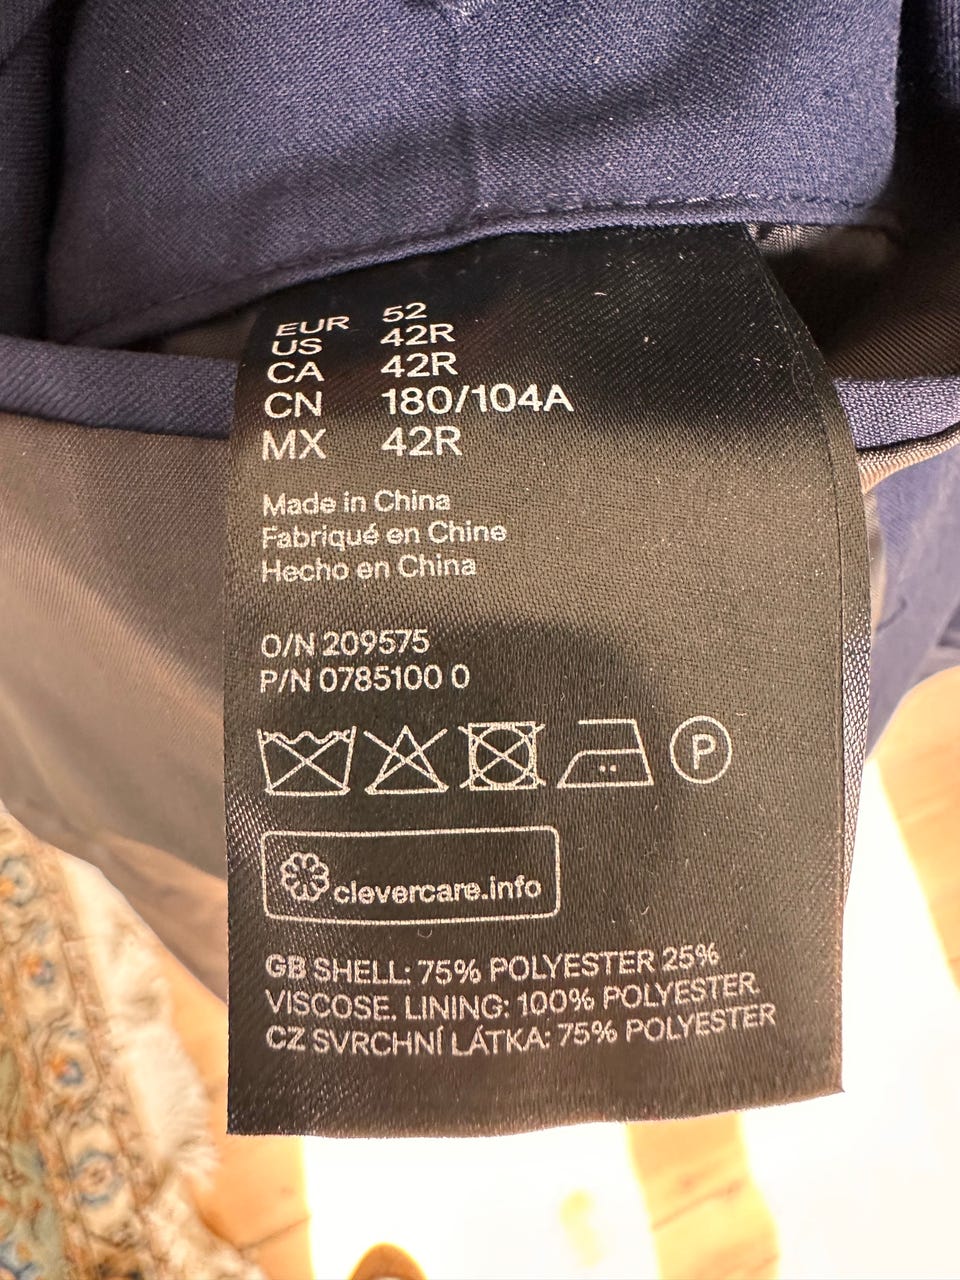 EUR 52
US 42R
CA 42R
CN 180/104A
MX 42R
Made in China
Fabriqué en Chine
Hecho en China
O/N 209575
P/N 0785100 0
P
clevercare.info
GB SHELL: 75% POLYESTER 25%
VISCOSE. LINING: 100% POLYESTER.
CZ SVRCHNÍ LÁTKA: 75% POLYESTER